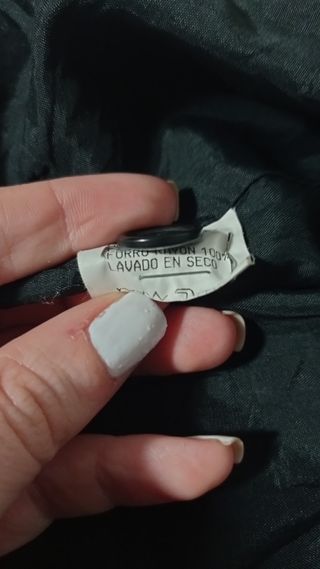 FORRO RAYON 100%
LAVADO EN SECO